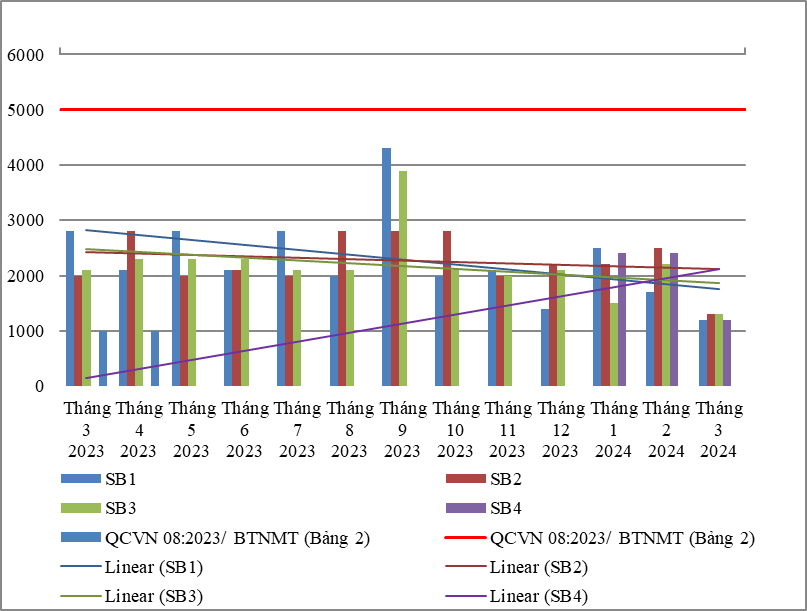 6000
5000
4000
3000
2000
1000
0
Tháng Tháng Tháng Tháng Tháng Tháng Tháng Tháng Tháng Tháng Tháng Tháng Tháng
3 4 5 6 7 8 9 10 11 12 1 2 3
2023 2023 2023 2023 2023 2023 2023 2023 2023 2023 2024 2024 2024
SB1 SB2
SB3 SB4
QCVN 08:2023/ BTNMT (Bảng 2) QCVN 08:2023/ BTNMT (Bảng 2)
Linear (SB1) Linear (SB2)
Linear (SB3) Linear (SB4)